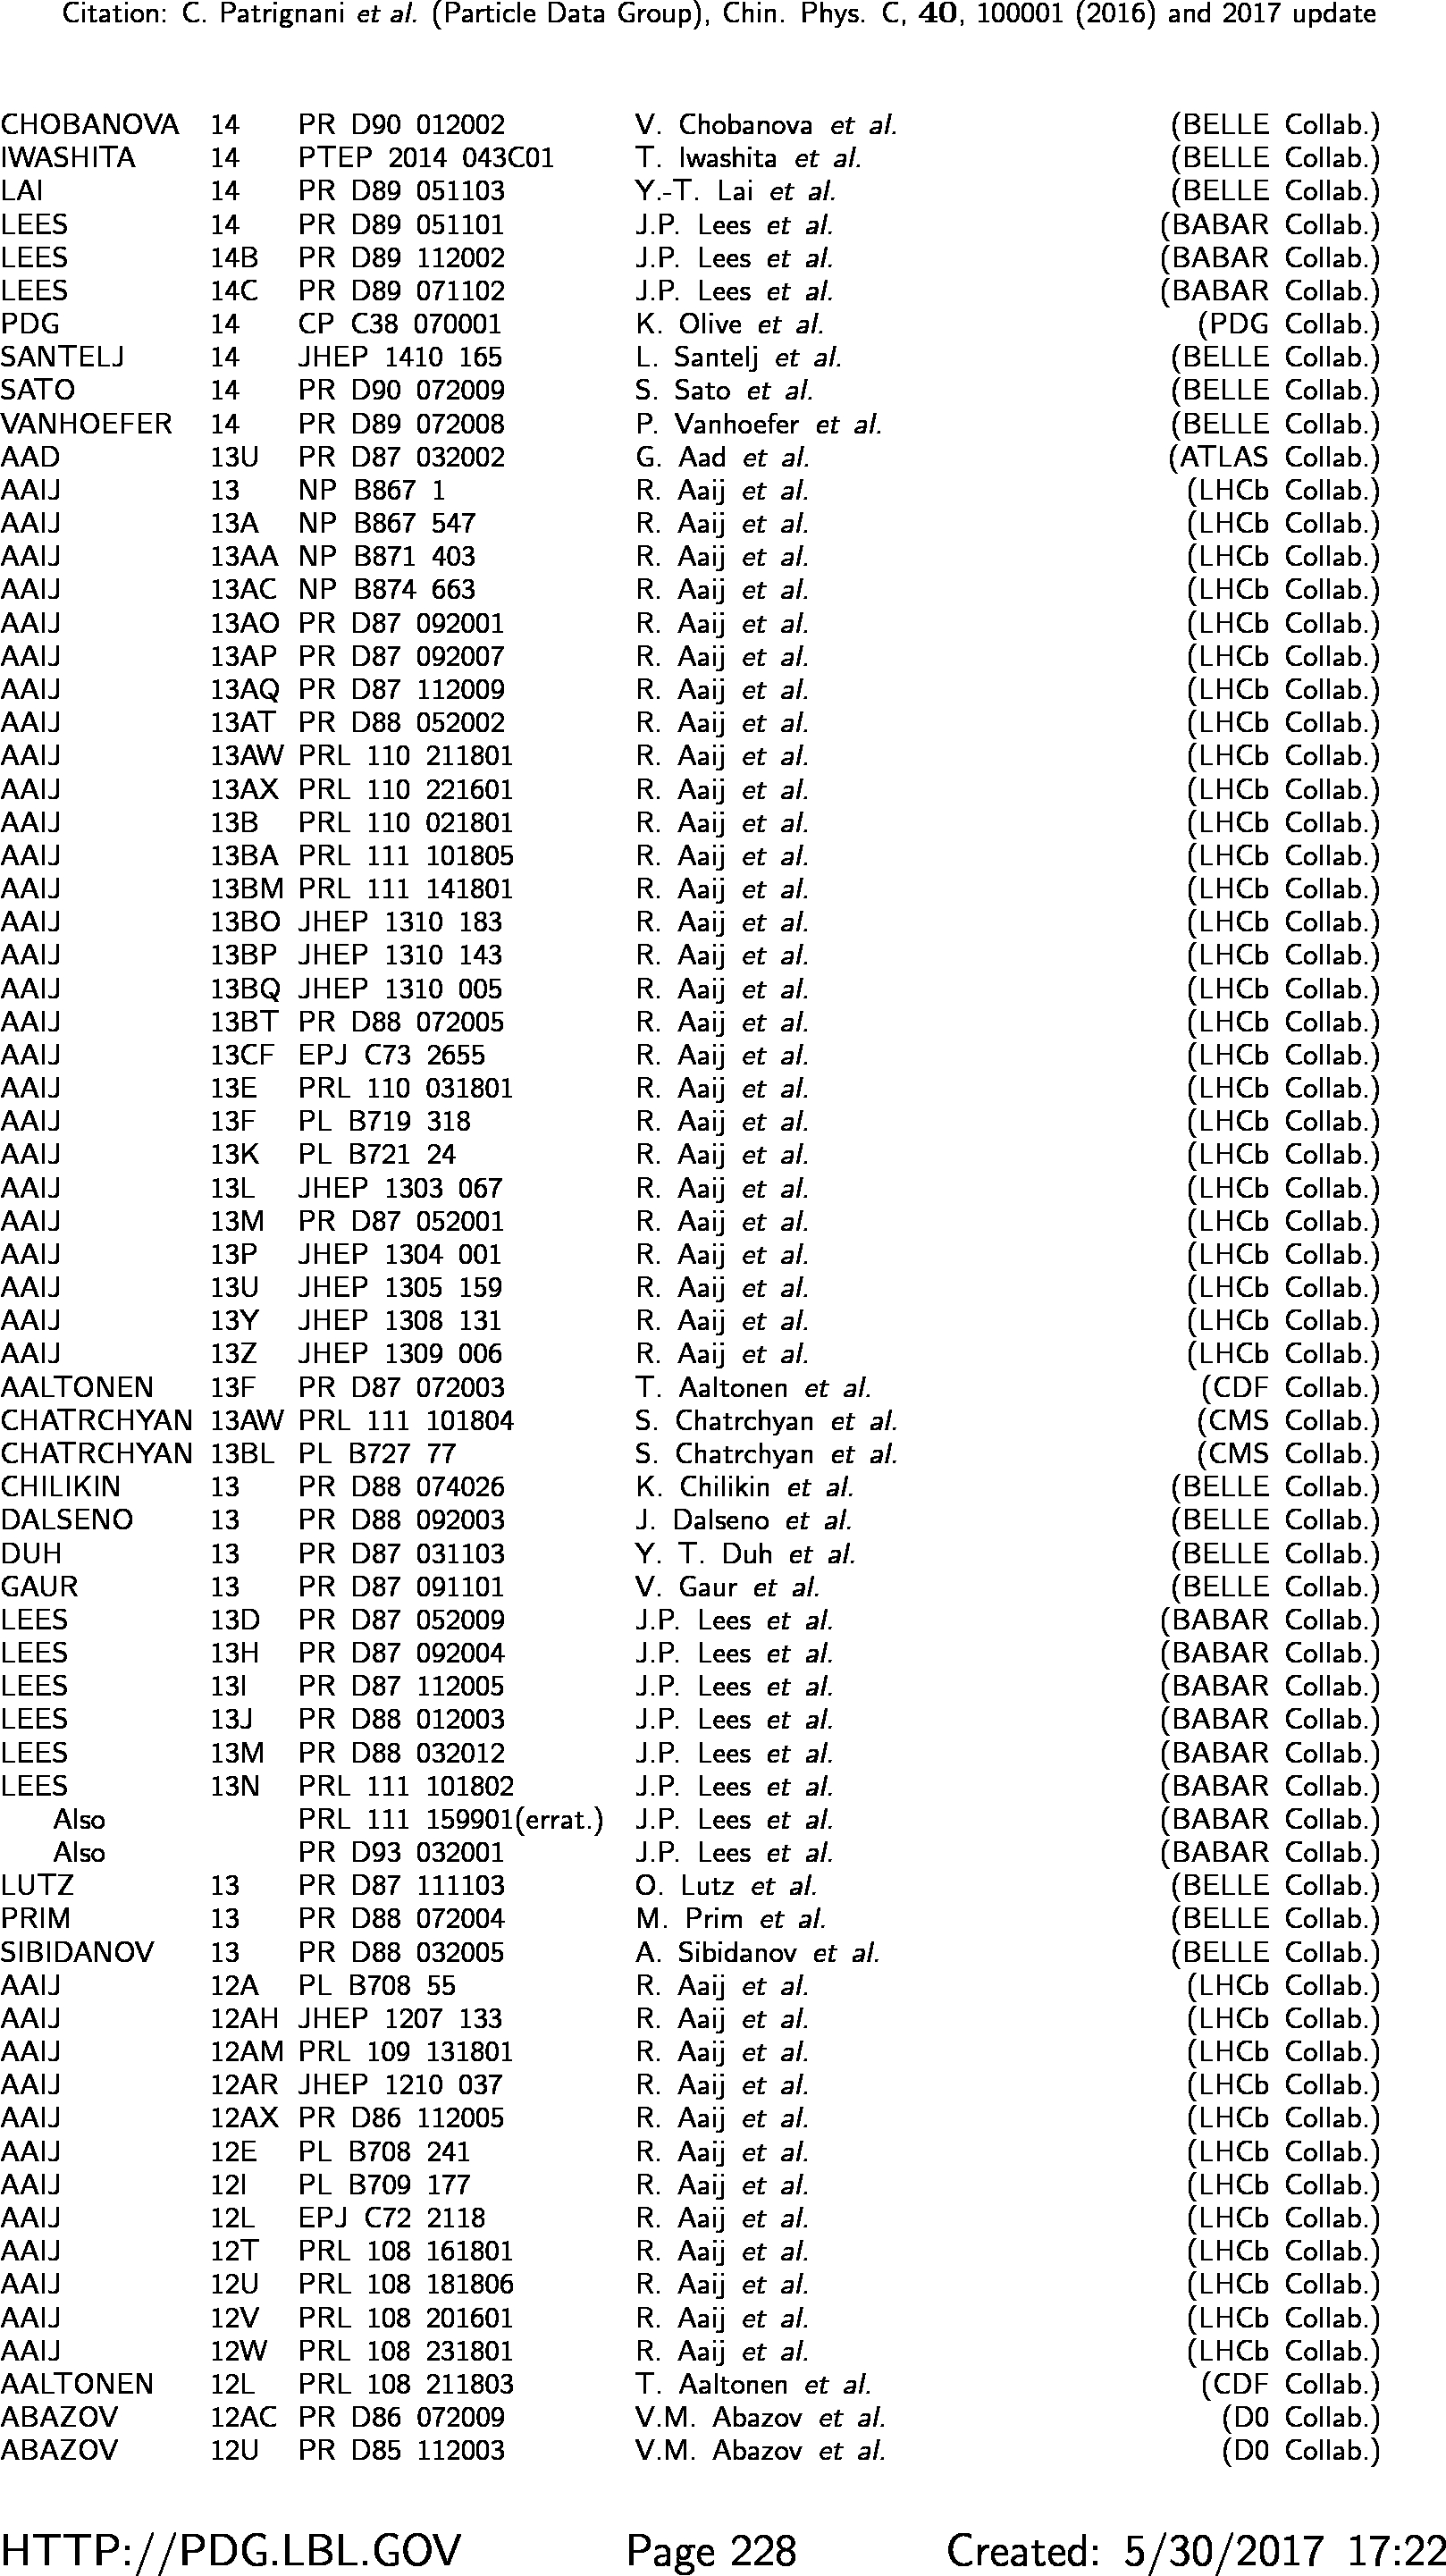 Citation: C. Patrignani et al. (Particle Data Group), Chin. Phys. C, 40, 100001 (2016) and 2017 update
CHOBANOVA 14 PR D90 012002 V. Chobanova et al. (BELLE Collab.)
IWASHITA 14 PTEP 2014 043C01 T. Iwashita et al. (BELLE Collab.)
LAI 14 PR D89 051103 Y.-T. Lai et al. (BELLE Collab.)
LEES 14 PR D89 051101 J.P. Lees et al. (BABAR Collab.)
LEES 14B PR D89 112002 J.P. Lees et al. (BABAR Collab.)
LEES 14C PR D89 071102 J.P. Lees et al. (BABAR Collab.)
PDG 14 CP C38 070001 K. Olive et al. (PDG Collab.)
SANTELJ 14 JHEP 1410 165 L. Santelj et al. (BELLE Collab.)
SATO 14 PR D90 072009 S. Sato et al. (BELLE Collab.)
VANHOEFER 14 PR D89 072008 P. Vanhoefer et al. (BELLE Collab.)
AAD 13U PR D87 032002 G. Aad et al. (ATLAS Collab.)
AAIJ 13 NP B867 1 R. Aaij et al. (LHCb Collab.)
AAIJ 13A NP B867 547 R. Aaij et al. (LHCb Collab.)
AAIJ 13AA NP B871 403 R. Aaij et al. (LHCb Collab.)
AAIJ 13AC NP B874 663 R. Aaij et al. (LHCb Collab.)
AAIJ 13AO PR D87 092001 R. Aaij et al. (LHCb Collab.)
AAIJ 13AP PR D87 092007 R. Aaij et al. (LHCb Collab.)
AAIJ 13AQ PR D87 112009 R. Aaij et al. (LHCb Collab.)
AAIJ 13AT PR D88 052002 R. Aaij et al. (LHCb Collab.)
AAIJ 13AW PRL 110 211801 R. Aaij et al. (LHCb Collab.)
AAIJ 13AX PRL 110 221601 R. Aaij et al. (LHCb Collab.)
AAIJ 13B PRL 110 021801 R. Aaij et al. (LHCb Collab.)
AAIJ 13BA PRL 111 101805 R. Aaij et al. (LHCb Collab.)
AAIJ 13BM PRL 111 141801 R. Aaij et al. (LHCb Collab.)
AAIJ 13BO JHEP 1310 183 R. Aaij et al. (LHCb Collab.)
AAIJ 13BP JHEP 1310 143 R. Aaij et al. (LHCb Collab.)
AAIJ 13BQ JHEP 1310 005 R. Aaij et al. (LHCb Collab.)
AAIJ 13BT PR D88 072005 R. Aaij et al. (LHCb Collab.)
AAIJ 13CF EPJ C73 2655 R. Aaij et al. (LHCb Collab.)
AAIJ 13E PRL 110 031801 R. Aaij et al. (LHCb Collab.)
AAIJ 13F PL B719 318 R. Aaij et al. (LHCb Collab.)
AAIJ 13K PL B721 24 R. Aaij et al. (LHCb Collab.)
AAIJ 13L JHEP 1303 067 R. Aaij et al. (LHCb Collab.)
AAIJ 13M PR D87 052001 R. Aaij et al. (LHCb Collab.)
AAIJ 13P JHEP 1304 001 R. Aaij et al. (LHCb Collab.)
AAIJ 13U JHEP 1305 159 R. Aaij et al. (LHCb Collab.)
AAIJ 13Y JHEP 1308 131 R. Aaij et al. (LHCb Collab.)
AAIJ 13Z JHEP 1309 006 R. Aaij et al. (LHCb Collab.)
AALTONEN 13F PR D87 072003 T. Aaltonen et al. (CDF Collab.)
CHATRCHYAN 13AW PRL 111 101804 S. Chatrchyan et al. (CMS Collab.)
CHATRCHYAN 13BL PL B727 77 S. Chatrchyan et al. (CMS Collab.)
CHILIKIN 13 PR D88 074026 K. Chilikin et al. (BELLE Collab.)
DALSENO 13 PR D88 092003 J. Dalseno et al. (BELLE Collab.)
DUH 13 PR D87 031103 Y. T. Duh et al. (BELLE Collab.)
GAUR 13 PR D87 091101 V. Gaur et al. (BELLE Collab.)
LEES 13D PR D87 052009 J.P. Lees et al. (BABAR Collab.)
LEES 13H PR D87 092004 J.P. Lees et al. (BABAR Collab.)
LEES 13I PR D87 112005 J.P. Lees et al. (BABAR Collab.)
LEES 13J PR D88 012003 J.P. Lees et al. (BABAR Collab.)
LEES 13M PR D88 032012 J.P. Lees et al. (BABAR Collab.)
LEES 13N PRL 111 101802 J.P. Lees et al. (BABAR Collab.)
Also PRL 111 159901(errat.) J.P. Lees et al. (BABAR Collab.)
Also PR D93 032001 J.P. Lees et al. (BABAR Collab.)
LUTZ 13 PR D87 111103 O. Lutz et al. (BELLE Collab.)
PRIM 13 PR D88 072004 M. Prim et al. (BELLE Collab.)
SIBIDANOV 13 PR D88 032005 A. Sibidanov et al. (BELLE Collab.)
AAIJ 12A PL B708 55 R. Aaij et al. (LHCb Collab.)
AAIJ 12AH JHEP 1207 133 R. Aaij et al. (LHCb Collab.)
AAIJ 12AM PRL 109 131801 R. Aaij et al. (LHCb Collab.)
AAIJ 12AR JHEP 1210 037 R. Aaij et al. (LHCb Collab.)
AAIJ 12AX PR D86 112005 R. Aaij et al. (LHCb Collab.)
AAIJ 12E PL B708 241 R. Aaij et al. (LHCb Collab.)
AAIJ 12I PL B709 177 R. Aaij et al. (LHCb Collab.)
AAIJ 12L EPJ C72 2118 R. Aaij et al. (LHCb Collab.)
AAIJ 12T PRL 108 161801 R. Aaij et al. (LHCb Collab.)
AAIJ 12U PRL 108 181806 R. Aaij et al. (LHCb Collab.)
AAIJ 12V PRL 108 201601 R. Aaij et al. (LHCb Collab.)
AAIJ 12W PRL 108 231801 R. Aaij et al. (LHCb Collab.)
AALTONEN 12L PRL 108 211803 T. Aaltonen et al. (CDF Collab.)
ABAZOV 12AC PR D86 072009 V.M. Abazov et al. (D0 Collab.)
ABAZOV 12U PR D85 112003 V.M. Abazov et al. (D0 Collab.)
HTTP://PDG.LBL.GOV Page 228 Created: 5/30/2017 17:22